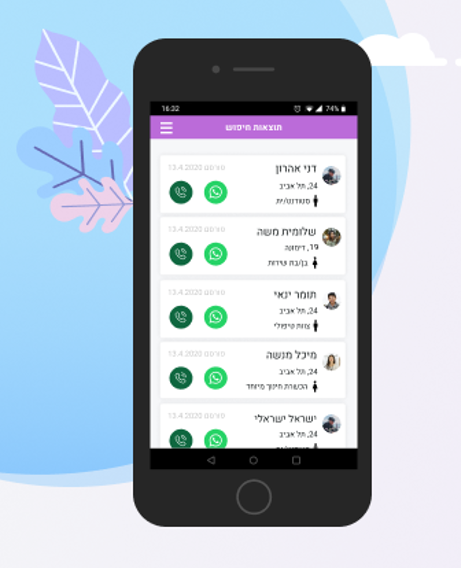 16:32
74%
תוצאות חיפוש
דני אהרון
פורסם 13.4.2020
24, תל אביב
סטודנט/ית
שלומית משה
פורסם 13.4.2020
19, דימונה
בן/בת שירות
תומר ינאי
פורסם 13.4.2020
24, תל אביב
צוות טיפולי
מיכל מנשה
פורסם 13.4.2020
24, תל אביב
הכשרת חינוך מיוחד
ישראל ישראלי
פורסם 13.4.2020
24, תל אביב